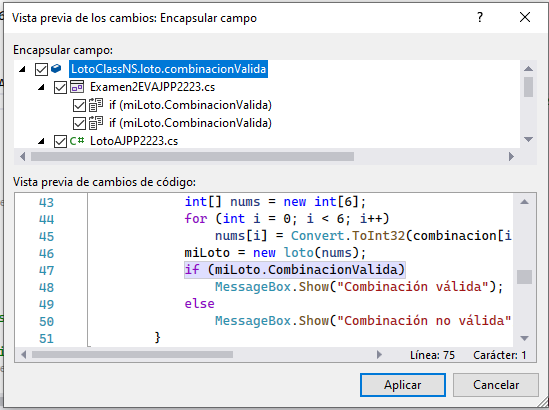 Vista previa de los cambios: Encapsular campo
Encapsular campo:
LotoClassNS.loto.combinacionValida
Examen2EVAJPP2223.cs
if (miLoto.CombinacionValida)
if (miLoto.CombinacionValida)
C# LotoAJPP2223.cs
Vista previa de cambios de código:
43 int[] nums = new int[6];
44 for (int i = 0; i < 6; i++)
45 nums[i] = Convert.ToInt32(combinacion[i
46 miLoto = new loto(nums);
47 if (miLoto.CombinacionValida)
48 MessageBox.Show("Combinación válida");
49 else
50 MessageBox.Show("Combinación no válida"
51 }
Línea: 75 Carácter: 1
Aplicar Cancelar